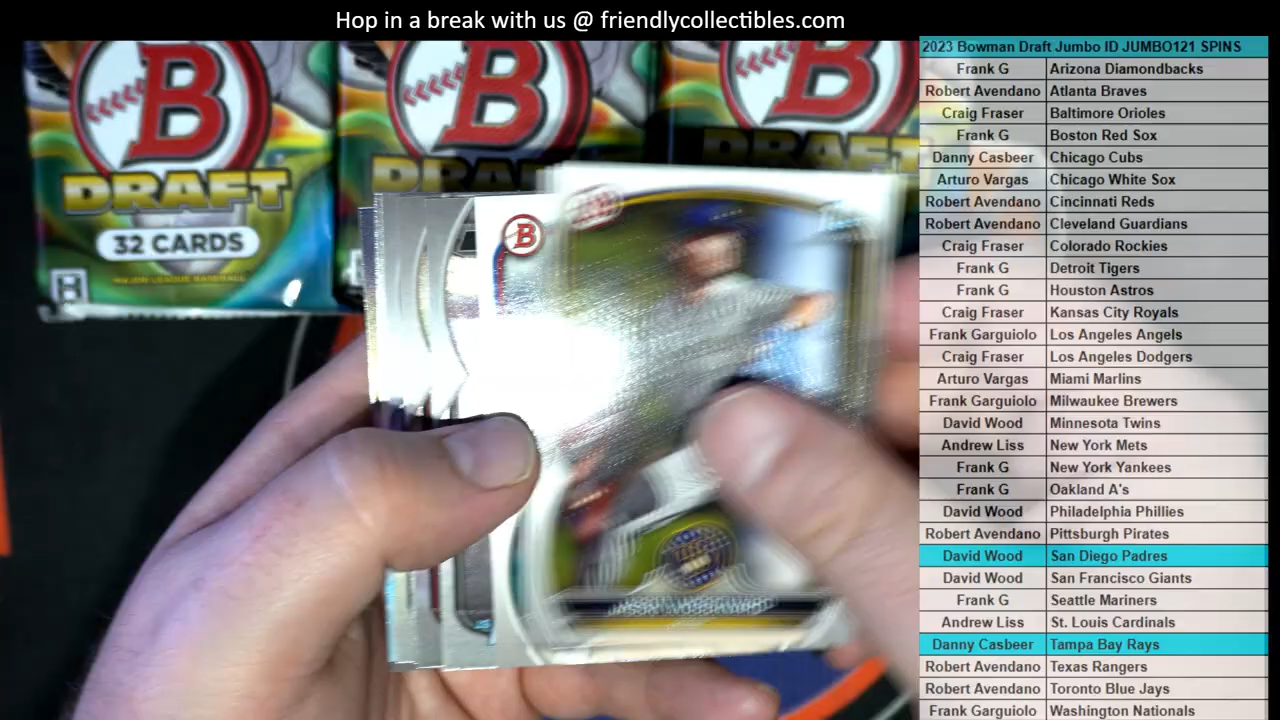 Hop in a break with us @ friendlycollectibles.com
2023 Bowman Draft Jumbo ID JUMBO121 SPINS
Frank G Arizona Diamondbacks
Robert Avendano Atlanta Braves
Craig Fraser Baltimore Orioles
Frank G Boston Red Sox
Danny Casbeer Chicago Cubs
Arturo Vargas Chicago White Sox
Robert Avendano Cincinnati Reds
Robert Avendano Cleveland Guardians
Craig Fraser Colorado Rockies
Frank G Detroit Tigers
Frank G Houston Astros
Craig Fraser Kansas City Royals
Frank Garguiolo Los Angeles Angels
Craig Fraser Los Angeles Dodgers
Arturo Vargas Miami Marlins
Frank Garguiolo Milwaukee Brewers
David Wood Minnesota Twins
Andrew Liss New York Mets
Frank G New York Yankees
Frank G Oakland A's
David Wood Philadelphia Phillies
Robert Avendano Pittsburgh Pirates
David Wood San Diego Padres
David Wood San Francisco Giants
Frank G Seattle Mariners
Andrew Liss St. Louis Cardinals
Danny Casbeer Tampa Bay Rays
Robert Avendano Texas Rangers
Robert Avendano Toronto Blue Jays
Frank Garguiolo Washington Nationals
B
DRAFT
32 CARDS
MAJOR LEAGUE BASEBALL
H
B
DRAFT
B
DRAFT
B